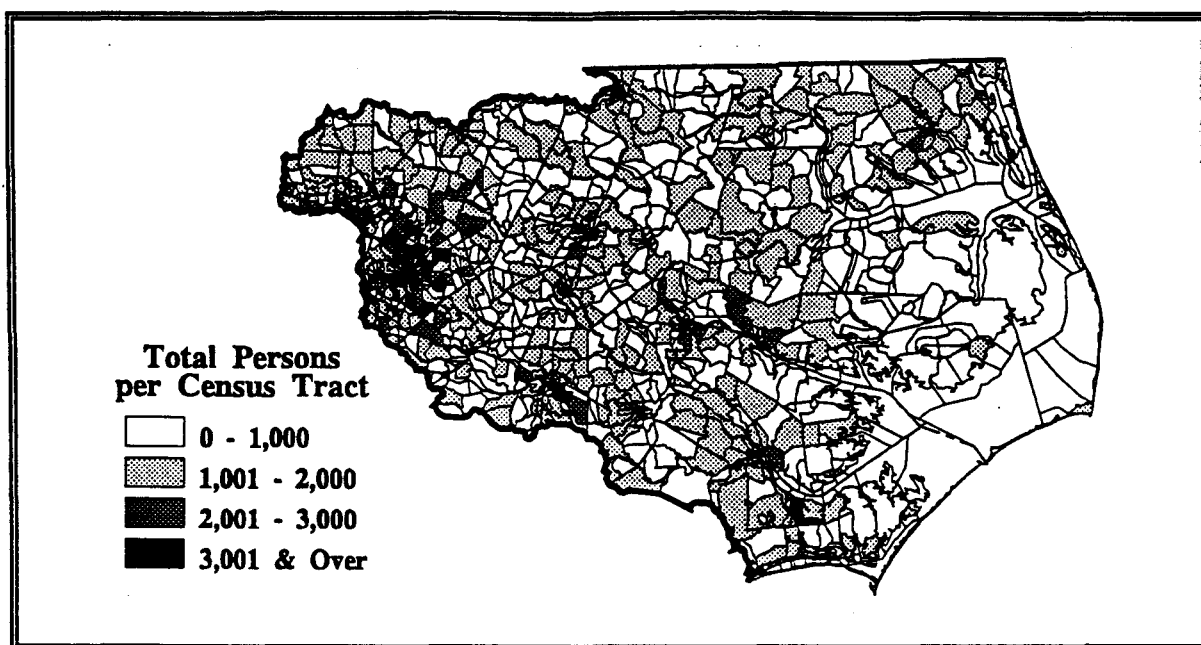 Total Persons
per Census Tract
0 - 1,000
1,001 - 2,000
2,001 - 3,000
3,001 & Over